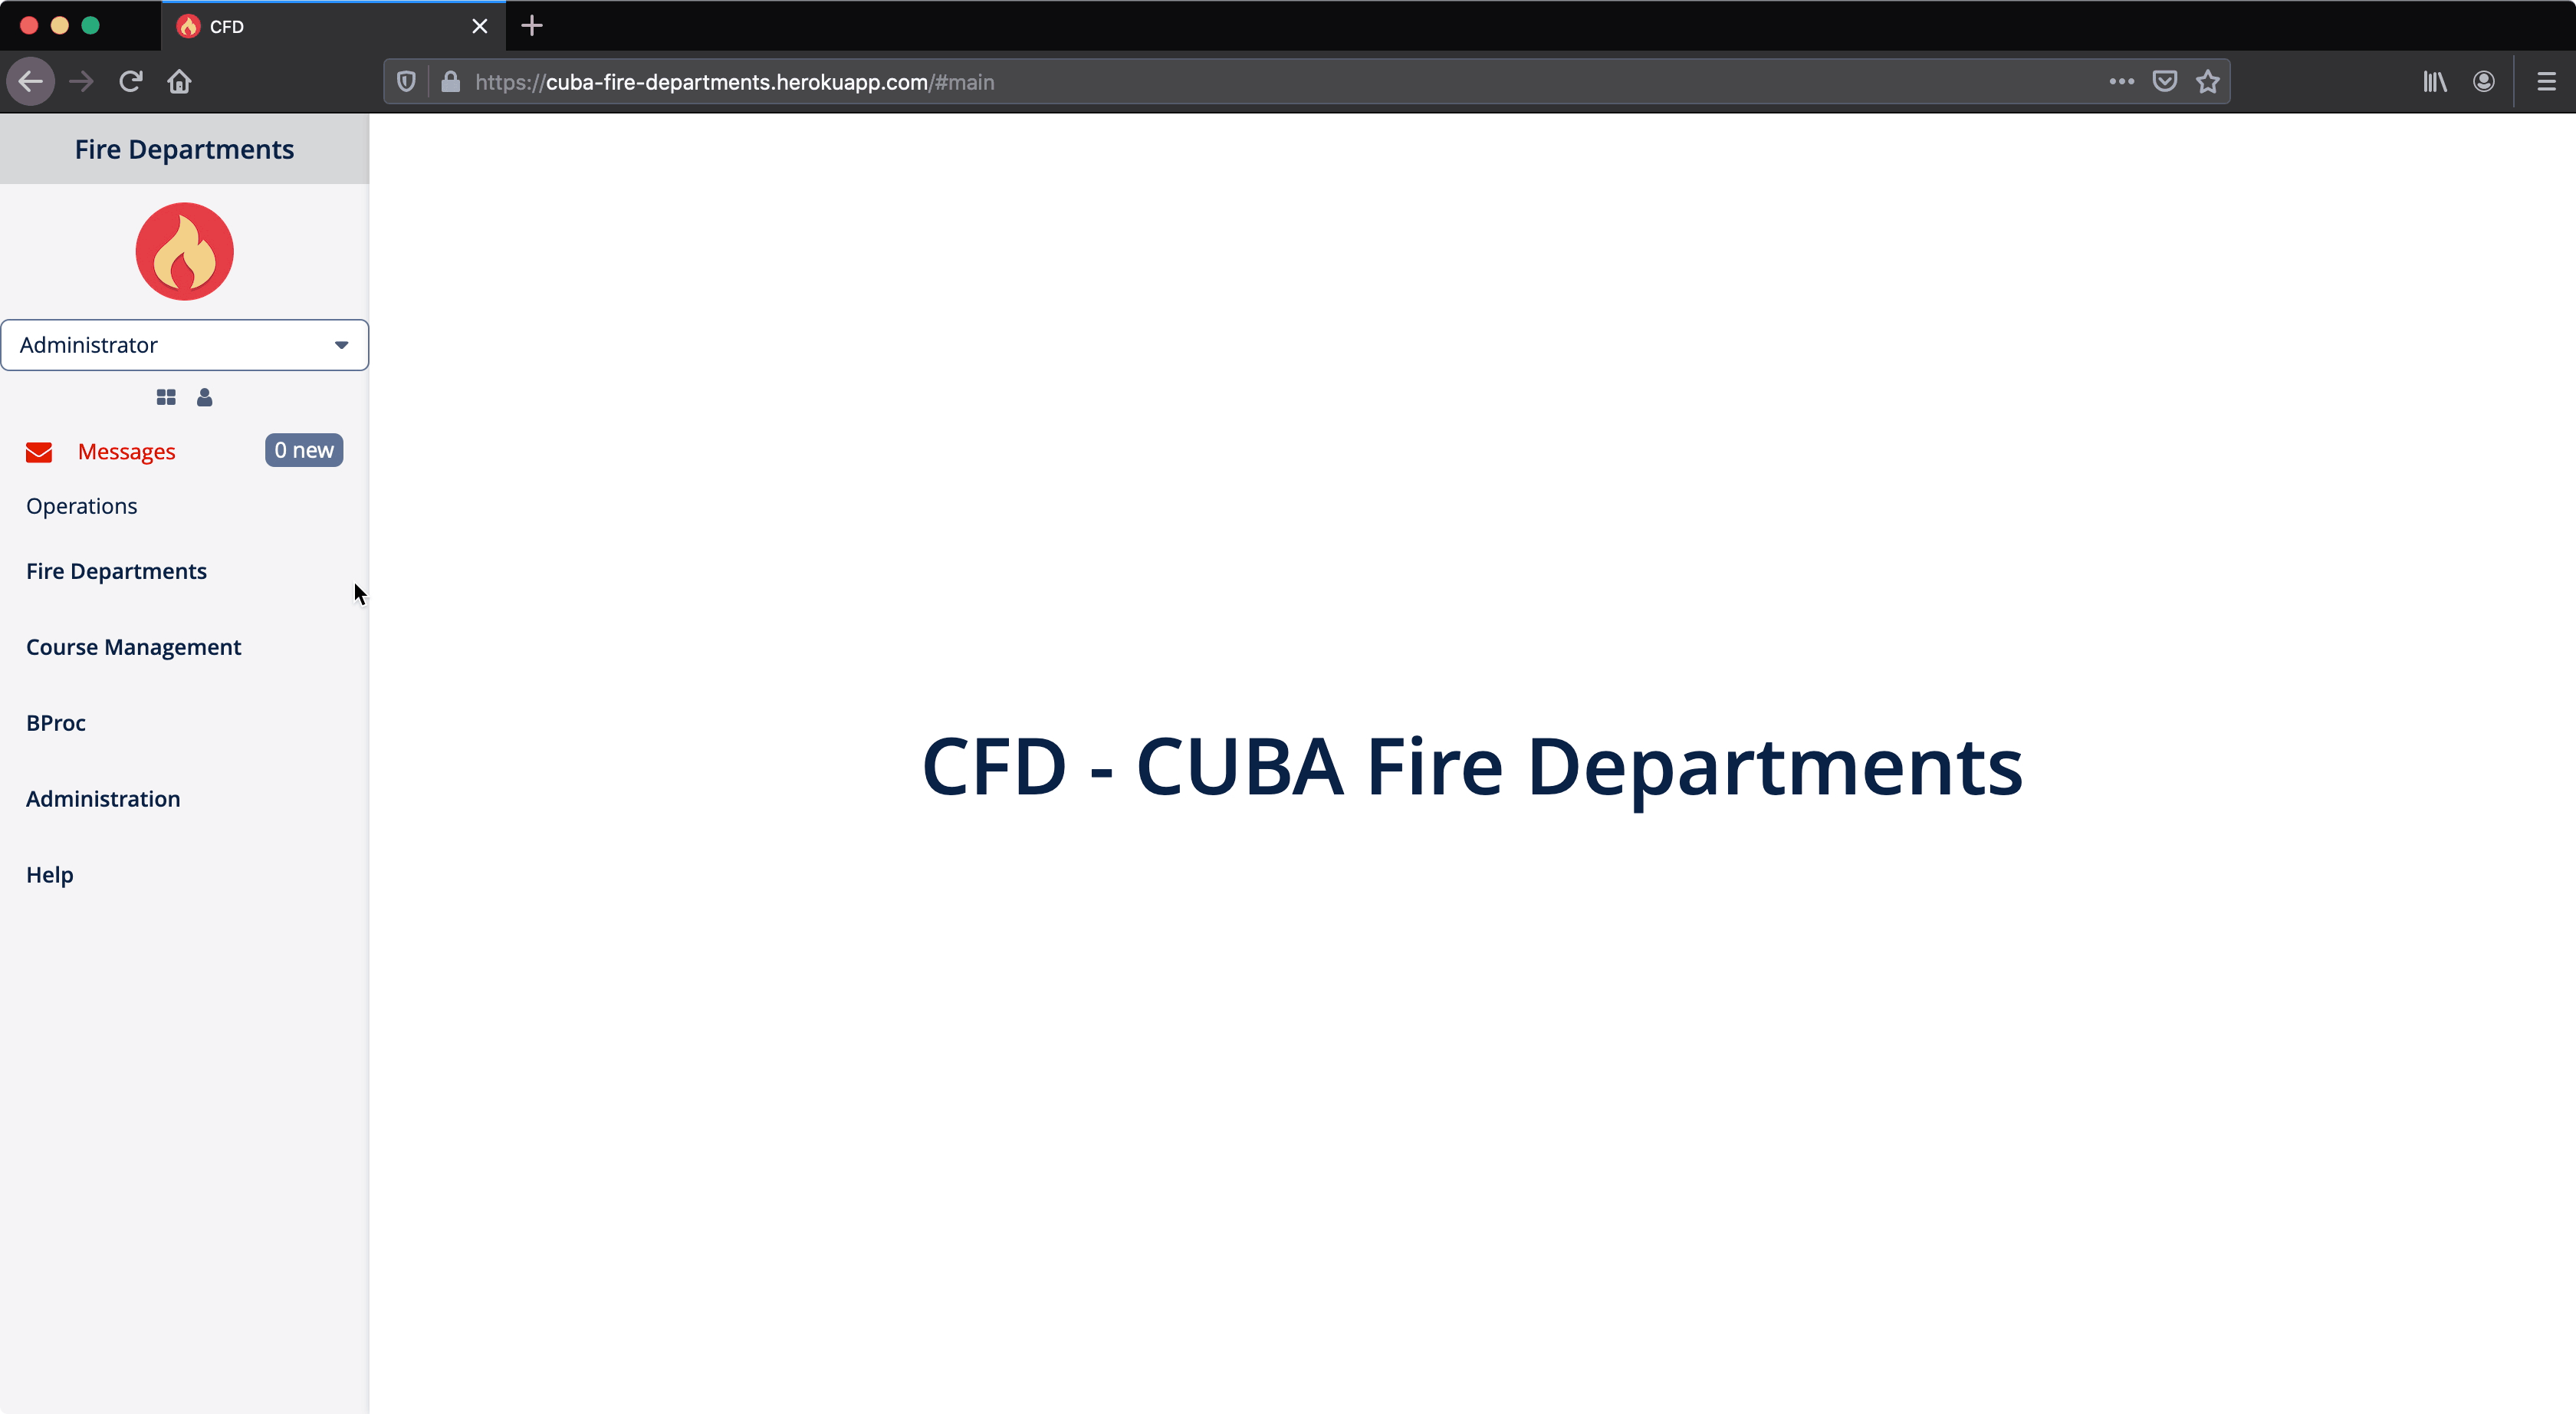 CFD
https://cuba-fire-departments.herokuapp.com/#main
Fire Departments
Administrator
Messages 0 new
Operations
Fire Departments
Course Management
BProc
Administration
Help
CFD - CUBA Fire Departments